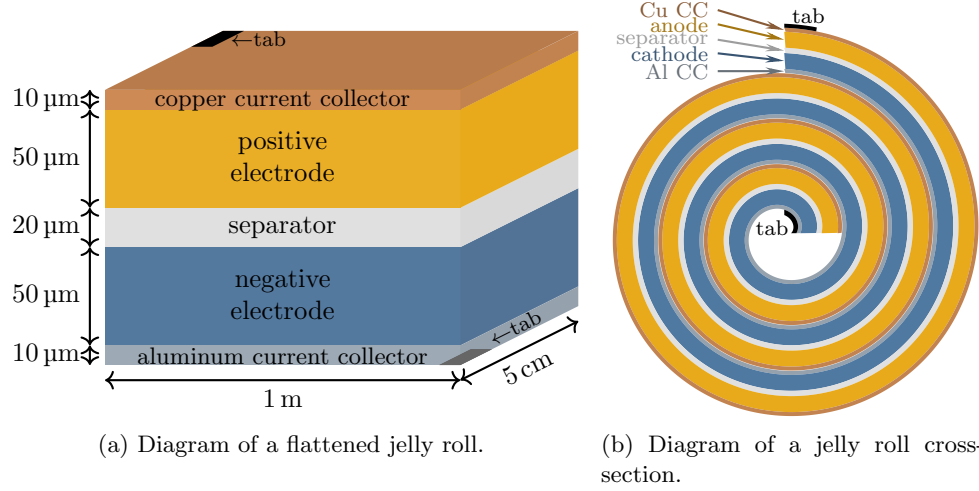 ←tab
10 µm
copper current collector
50 µm
positive
electrode
20 µm
separator
50 µm
negative
electrode
10 µm
aluminum current collector
←tab
1 m
5 cm
(a) Diagram of a flattened jelly roll.
Cu CC
anode
separator
cathode
Al CC
tab
tab
(b) Diagram of a jelly roll cross-
section.